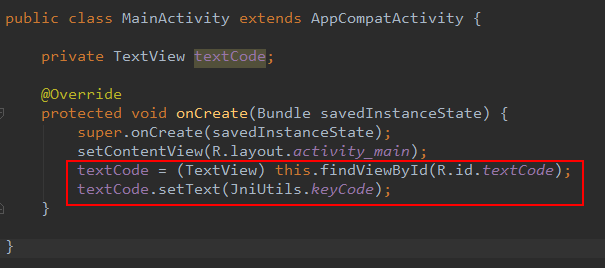 public class MainActivity extends AppCompatActivity {
private TextView textCode;
@Override
protected void onCreate(Bundle savedInstanceState) {
super.onCreate(savedInstanceState);
setContentView(R.layout.activity_main);
textCode = (TextView) this.findViewById(R.id.textCode);
textCode.setText(JniUtils.keyCode);
}
}